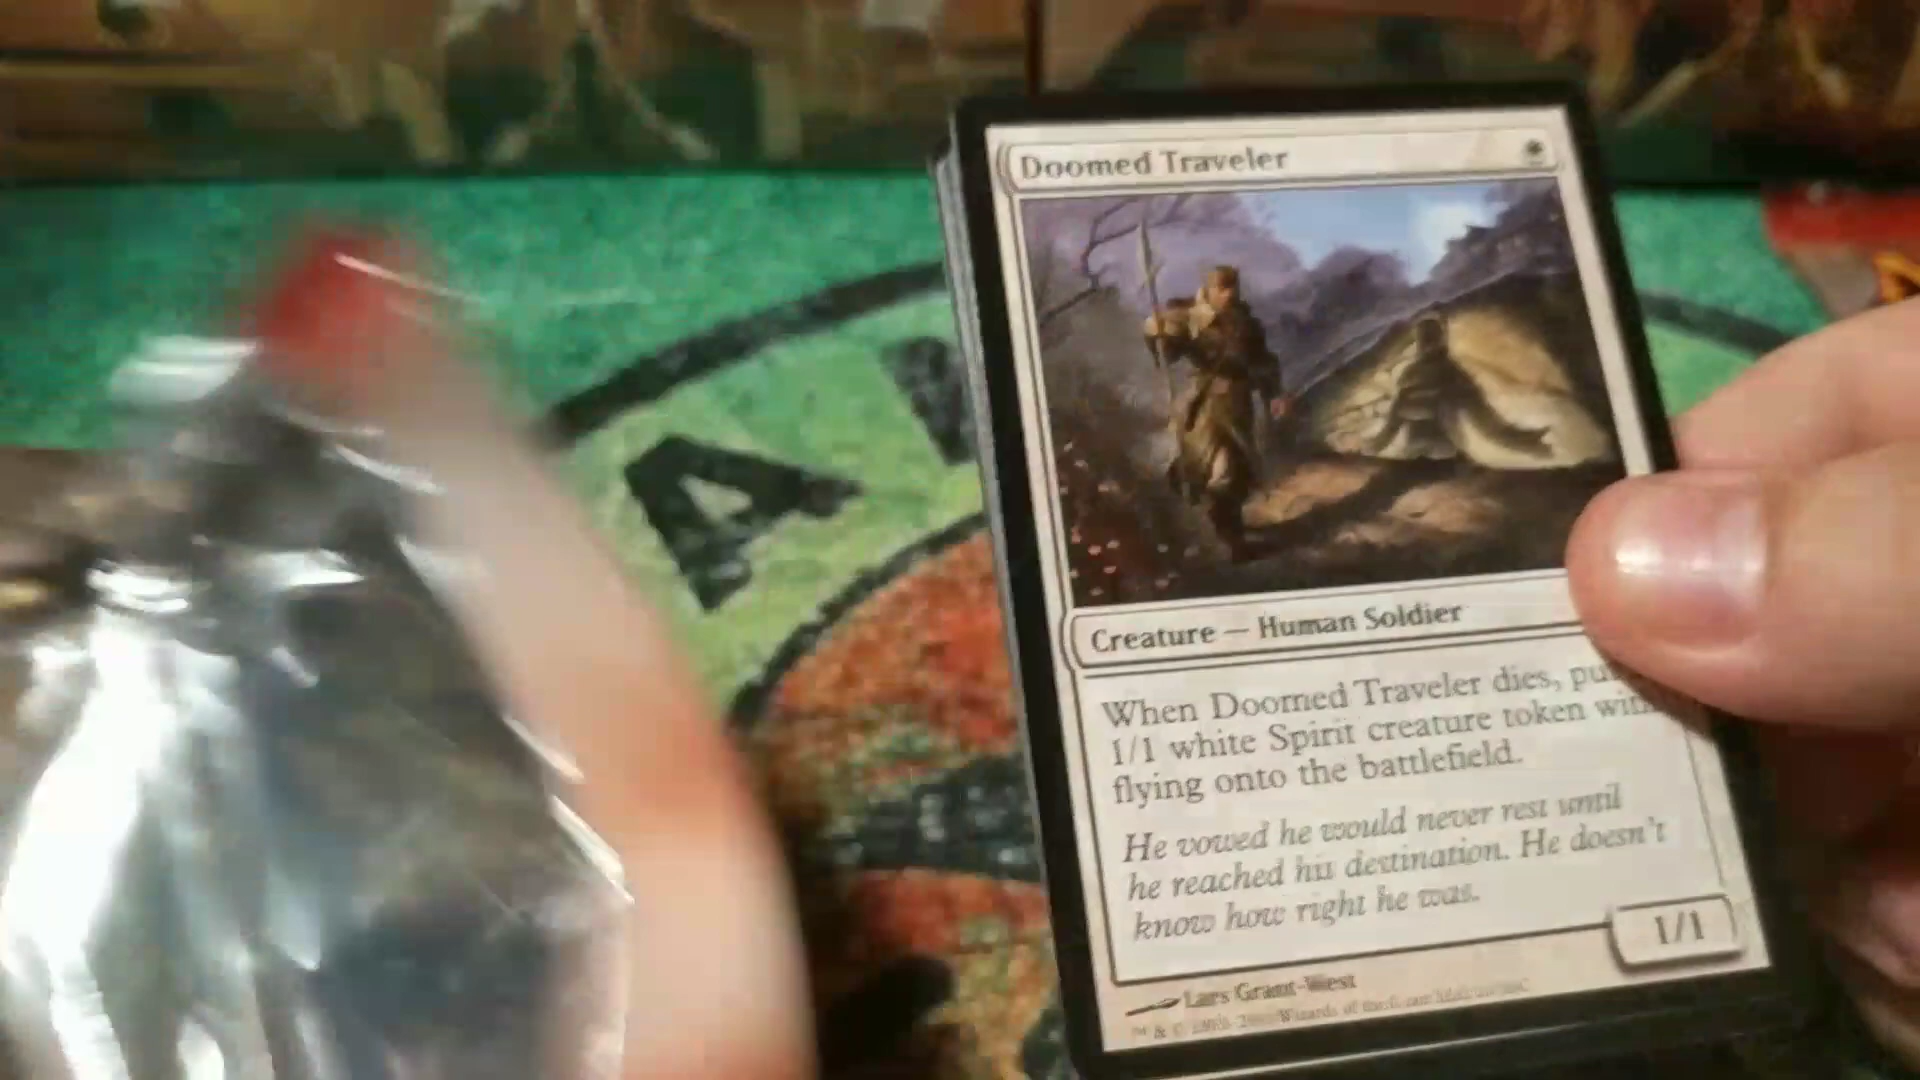 Doomed Traveler
Creature — Human Soldier
When Doomed Traveler dies, put
1/1 white Spirit creature token with
flying onto the battlefield.
He vowed he would never rest until
he reached his destination. He doesn't
know how right he was.
1/1
Lars Grant-West
A